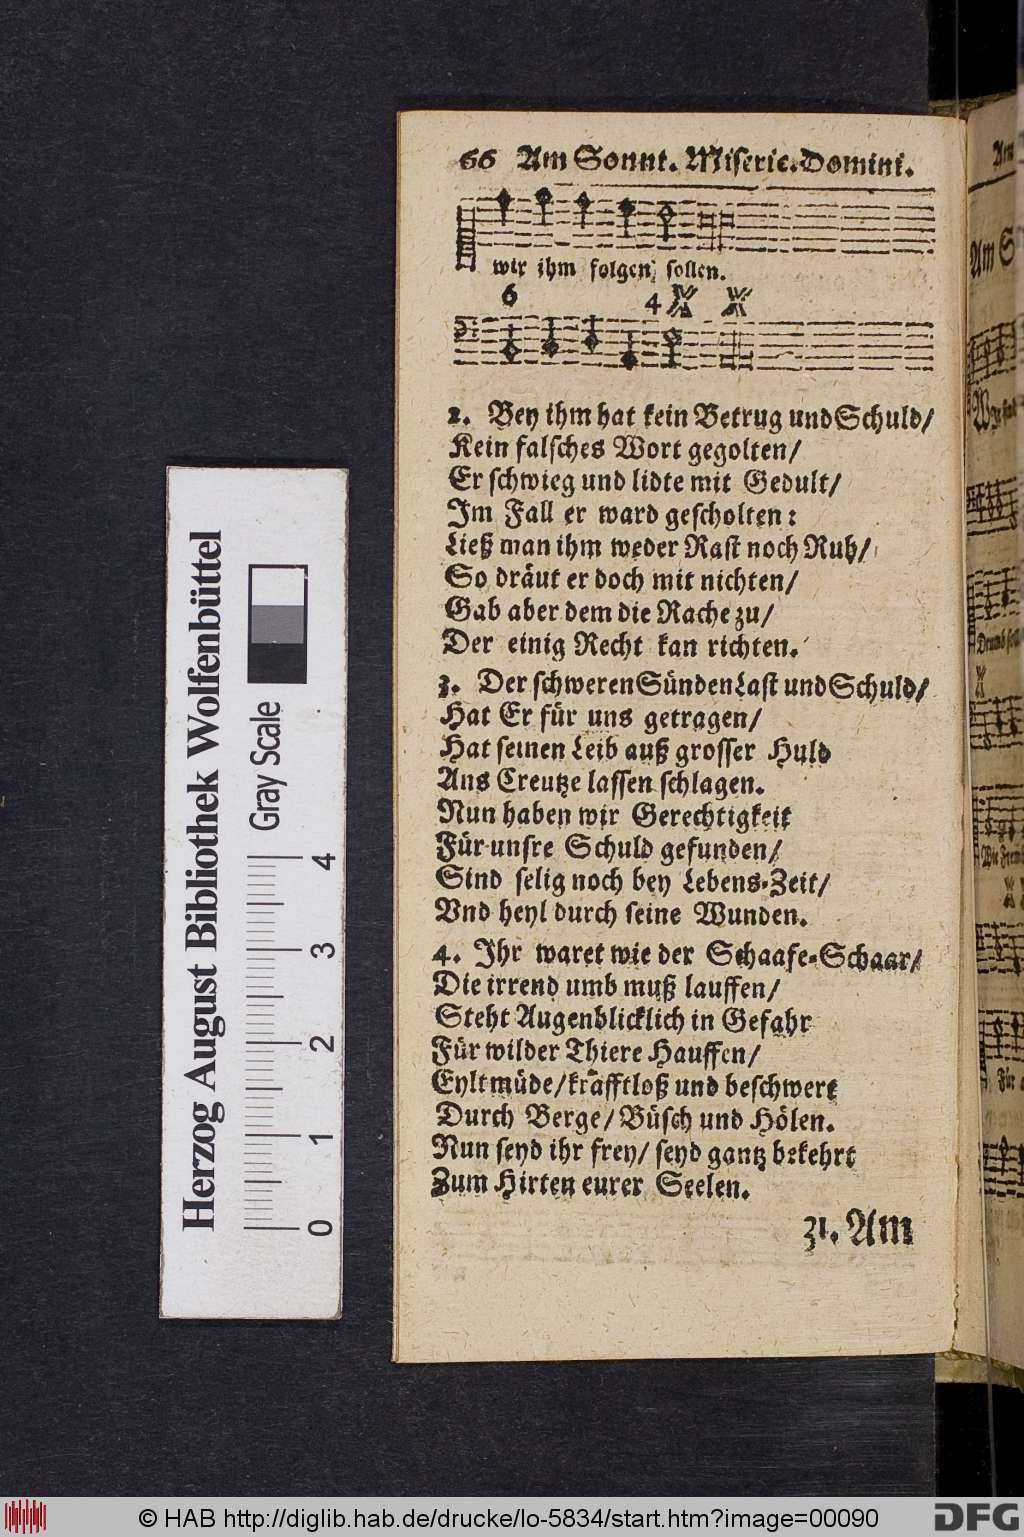 66 Am Sonnt. Miseric. Domini.
wir ihm folgen sollen.
6 4
2. Bey ihm hat kein Betrug und Schuld/
Kein falsches Wort gegolten/
Er schwieg und lidte mit Gedult/
Im Fall er ward gescholten:
Ließ man ihm weder Rast noch Ruh/
So dräut er doch mit nichten/
Gab aber dem die Rache zu/
Der einig Recht kan richten.
3. Der schweren Sünden Last und Schuld/
Hat Er für uns getragen/
Hat seinen Leib auß grosser Huld
Ans Creutze lassen schlagen.
Nun haben wir Gerechtigkeit
Für unsre Schuld gefunden/
Sind selig noch bey Lebens-Zeit/
Vnd heyl durch seine Wunden.
4. Ihr waret wie der Schaafe-Schaar/
Die irrend umb muß lauffen/
Steht Augenblicklich in Gefahr
Für wilder Thiere Hauffen/
Eylt müde/ kräfftloß und beschwert
Durch Berge/ Büsch und Hölen.
Nun seyd ihr frey/ seyd gantz bekehrt
Zum Hirten eurer Seelen.
31. Am
Am S
Herzog August Bibliothek Wolfenbüttel
Gray Scale
0 1 2 3 4
© HAB http://diglib.hab.de/drucke/lo-5834/start.htm?image=00090
DFG